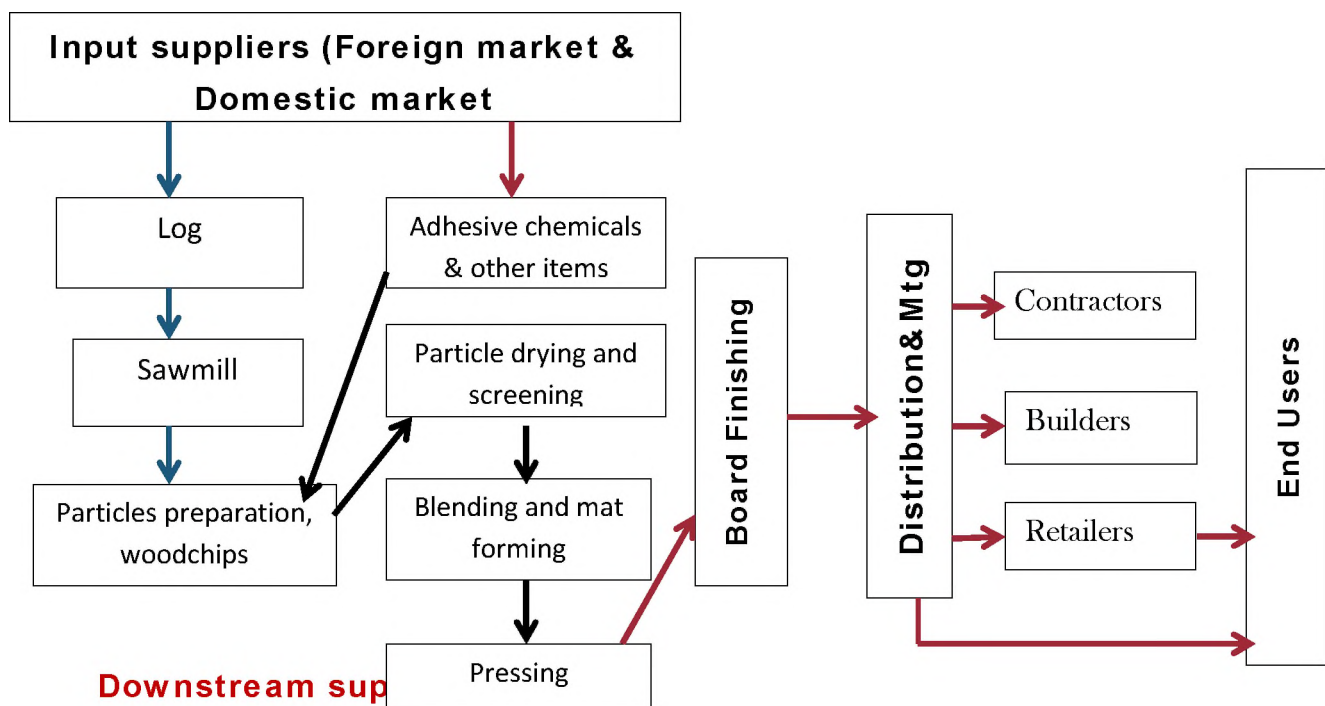 Input suppliers (Foreign market &
Domestic market
Log
Adhesive chemicals
& other items
Sawmill
Particle drying and
screening
Particles preparation,
woodchips
Blending and mat
forming
Pressing
Downstream sup
Board Finishing
Distribution& Mtg
Contractors
Builders
Retailers
End Users